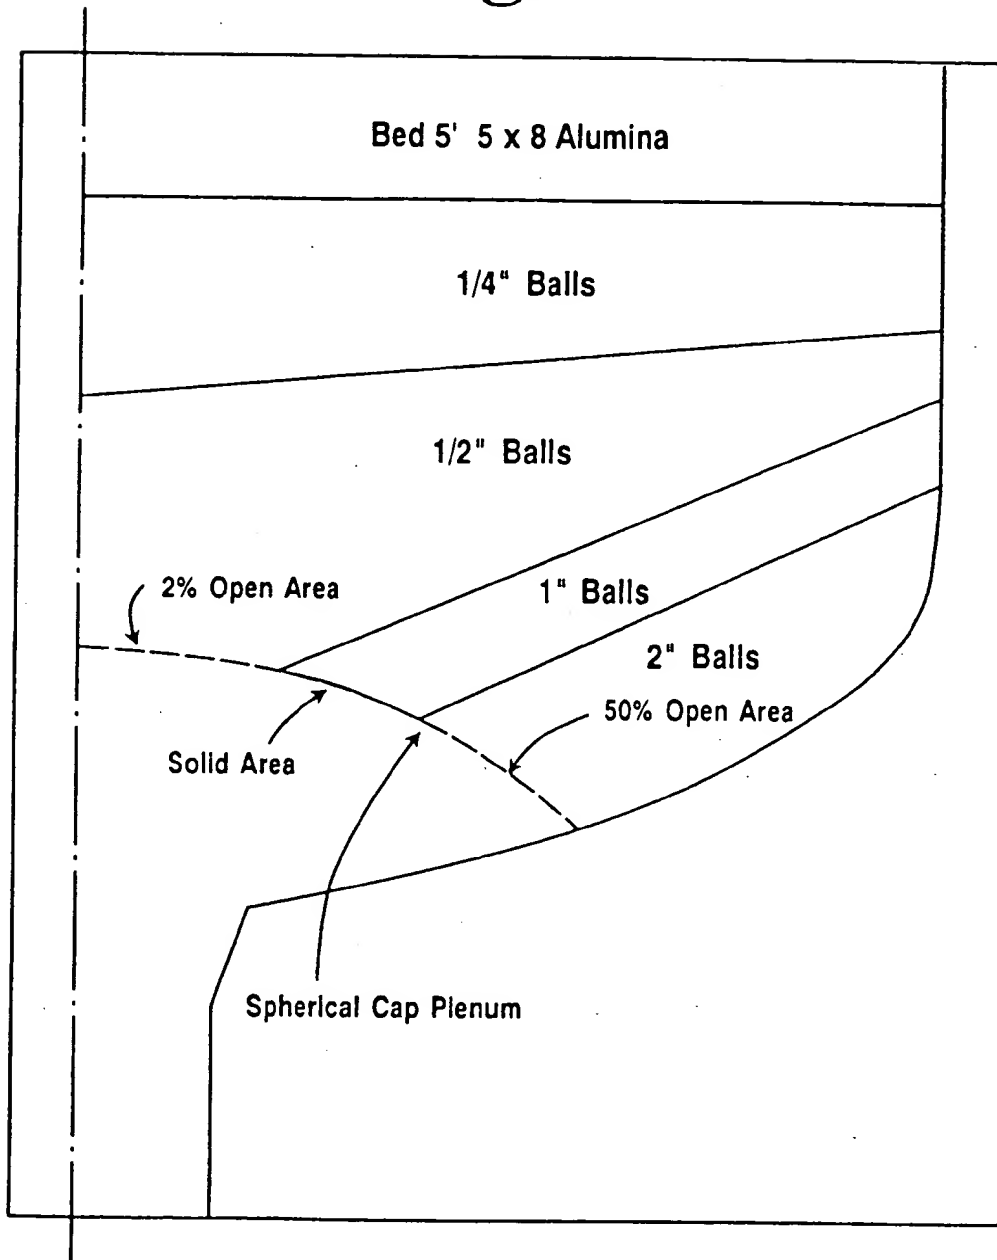 Bed 5' 5 x 8 Alumina
1/4" Balls
1/2" Balls
2% Open Area
1" Balls
2" Balls
50% Open Area
Solid Area
Spherical Cap Plenum